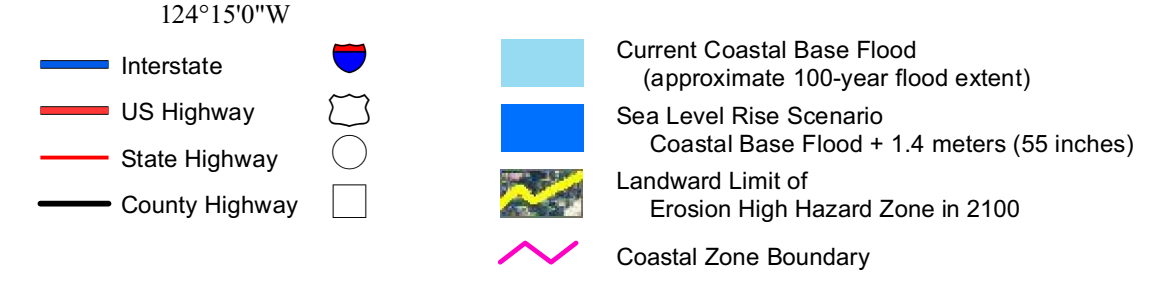 124°15'0"W
Interstate
US Highway
State Highway
County Highway
Current Coastal Base Flood
(approximate 100-year flood extent)
Sea Level Rise Scenario
Coastal Base Flood + 1.4 meters (55 inches)
Landward Limit of
Erosion High Hazard Zone in 2100
Coastal Zone Boundary